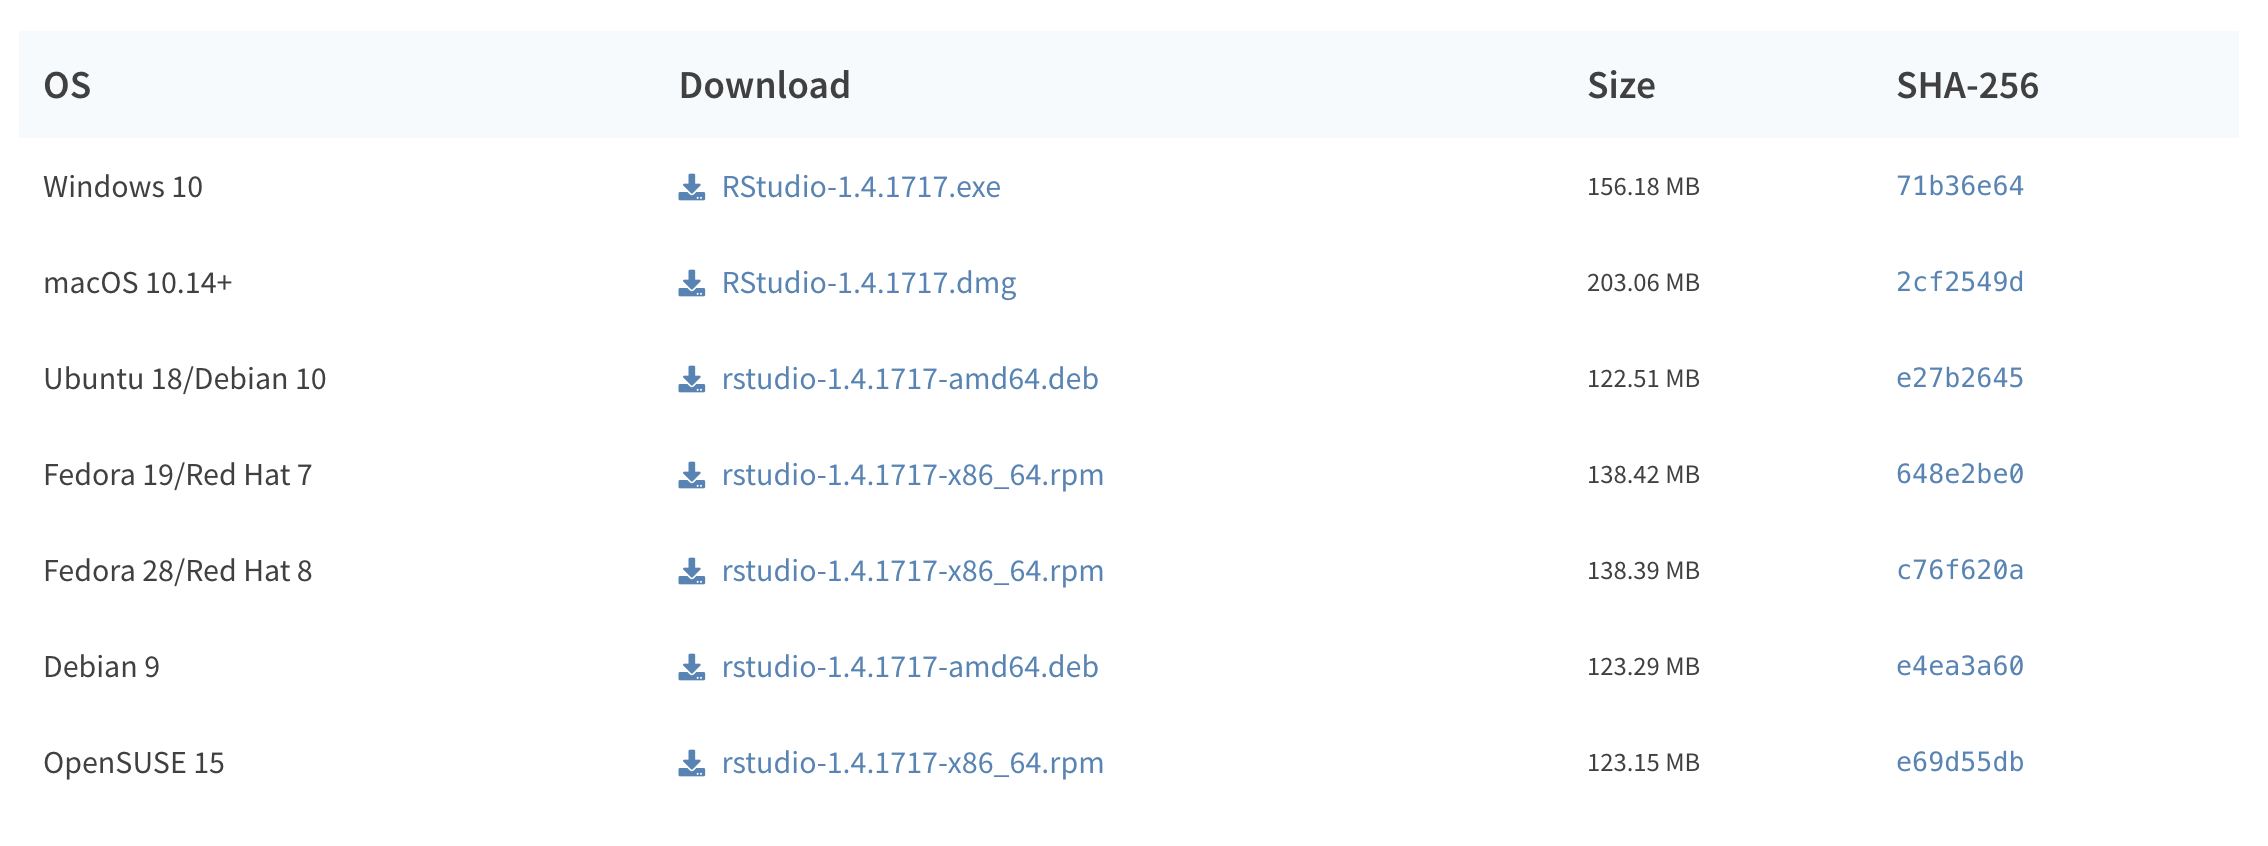 OS Download Size SHA-256
Windows 10 RStudio-1.4.1717.exe 156.18 MB 71b36e64
macOS 10.14+ RStudio-1.4.1717.dmg 203.06 MB 2cf2549d
Ubuntu 18/Debian 10 rstudio-1.4.1717-amd64.deb 122.51 MB e27b2645
Fedora 19/Red Hat 7 rstudio-1.4.1717-x86_64.rpm 138.42 MB 648e2be0
Fedora 28/Red Hat 8 rstudio-1.4.1717-x86_64.rpm 138.39 MB c76f620a
Debian 9 rstudio-1.4.1717-amd64.deb 123.29 MB e4ea3a60
OpenSUSE 15 rstudio-1.4.1717-x86_64.rpm 123.15 MB e69d55db